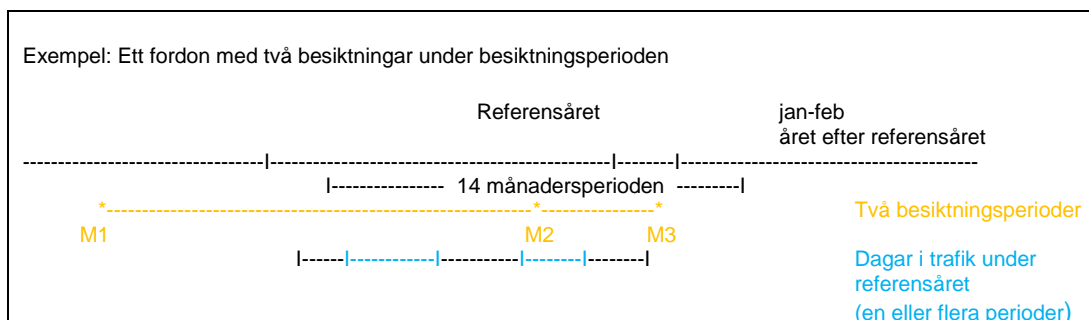 Exempel: Ett fordon med två besiktningar under besiktningsperioden
Referensåret jan-feb
året efter referensåret
-----------------------------------I-------------------------------------------------I--------I-------------------------------------------
I---------------- 14 månadersperioden ---------I
*-------------------------------------------------------------*----------------* Två besiktningsperioder
M1 M2 M3
I------I------------I-----------I--------I--------I Dagar i trafik under
referensåret
(en eller flera perioder)